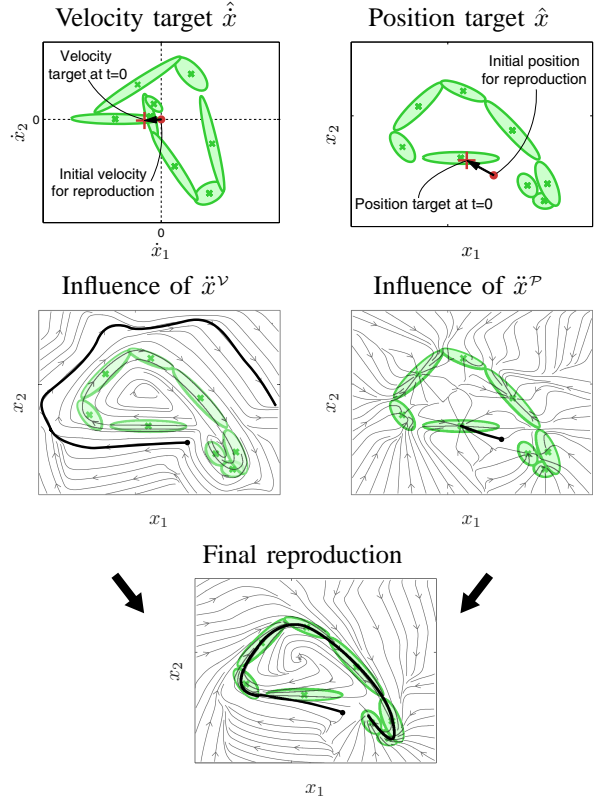 Velocity target $\hat{\dot{x}}$
Position target $\hat{x}$
Velocity
target at t=0
Initial velocity
for reproduction
$\dot{x}_2$
0
0
$\dot{x}_1$
Initial position
for reproduction
Position target at t=0
$x_2$
$x_1$
Influence of $\ddot{x}^{\mathcal{V}}$
Influence of $\ddot{x}^{\mathcal{P}}$
$x_2$
$x_1$
$x_2$
$x_1$
Final reproduction
$x_2$
$x_1$